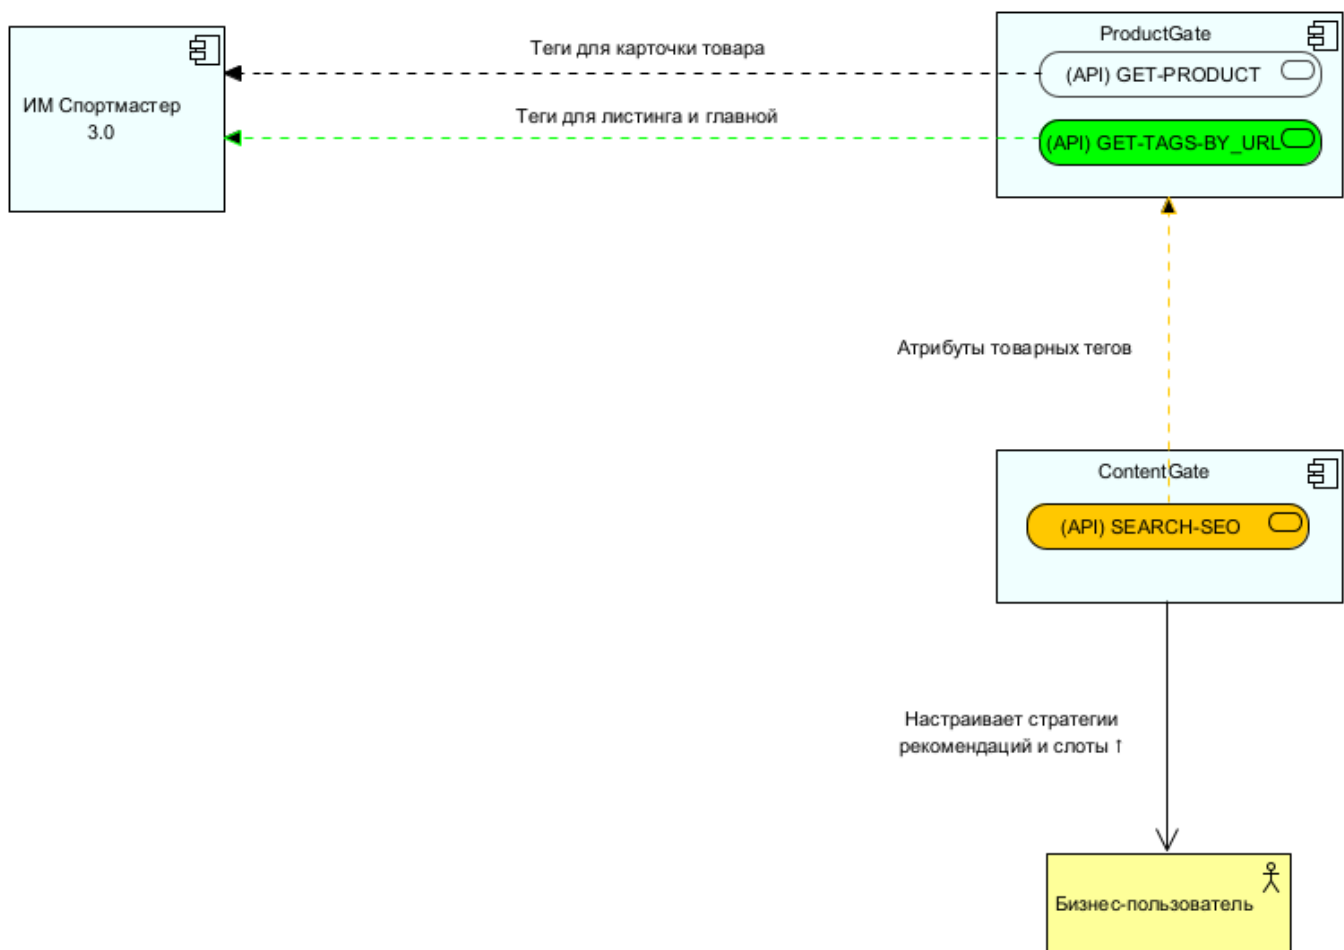 ProductGate
Теги для карточки товара
(API) GET-PRODUCT
ИМ Спортмастер
3.0
Теги для листинга и главной
(API) GET-TAGS-BY_URL
Атрибуты товарных тегов
ContentGate
(API) SEARCH-SEO
Настраивает стратегии
рекомендаций и слоты ↑
Бизнес-пользователь